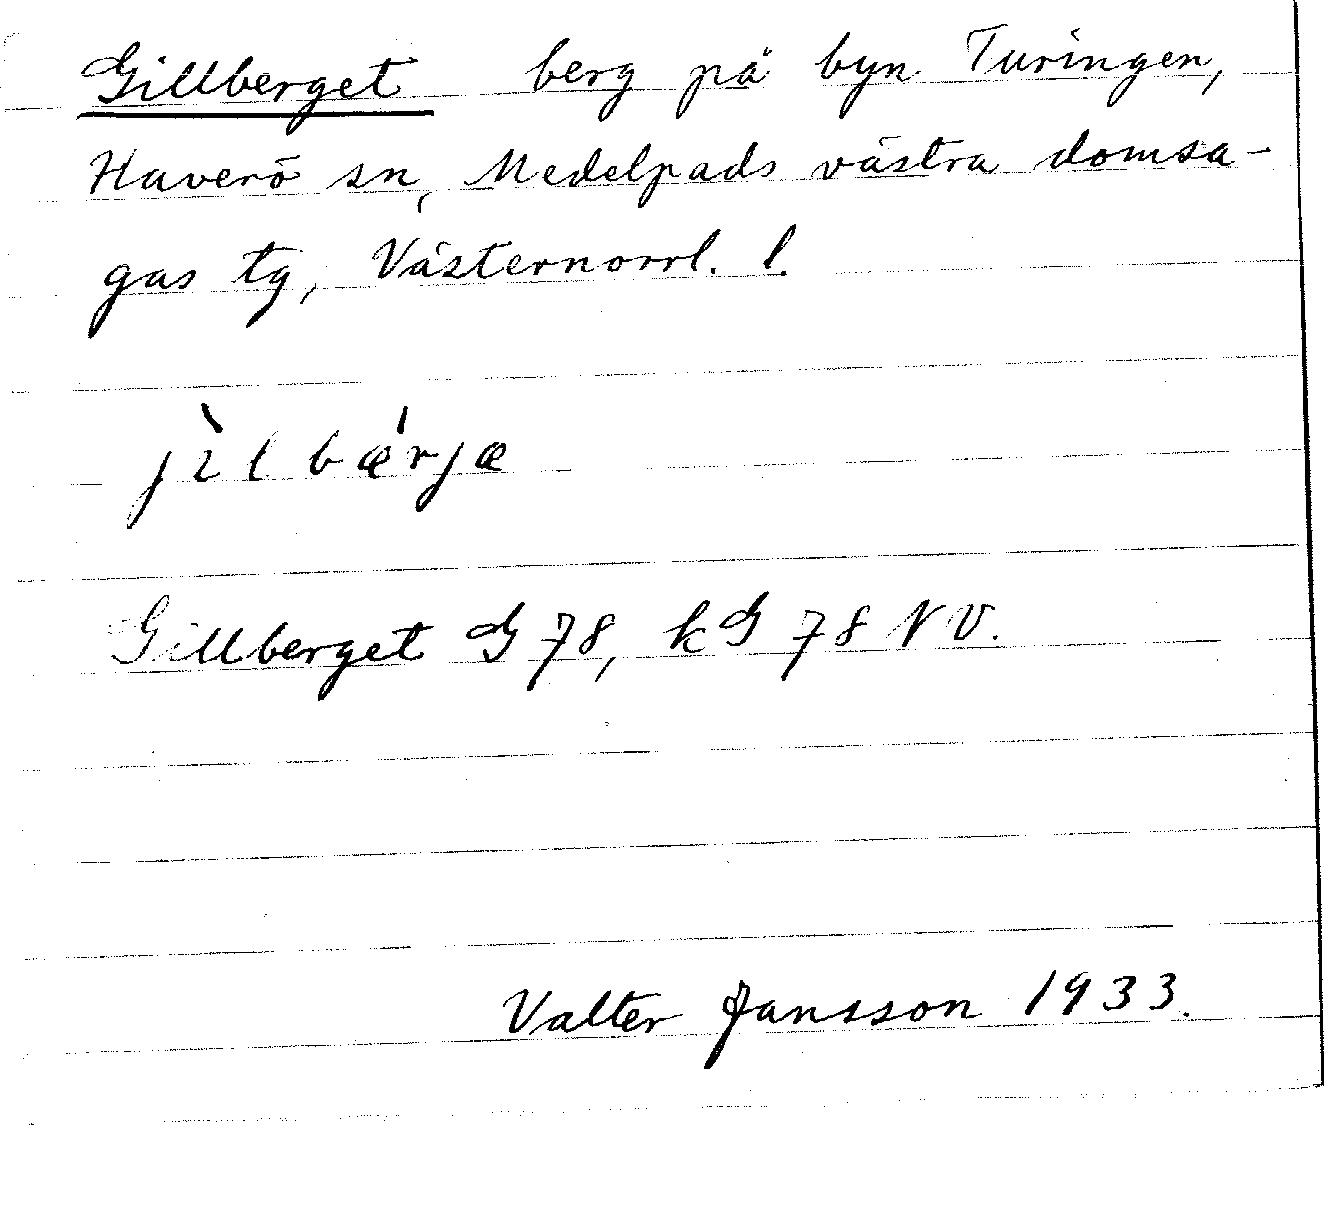 Gillberget berg på byn Turingen,
Haverö sn, Medelpads västra domsa-
gas tg, Västernorrl. l.
jìlbǽrjæ
Gillberget G 78, kG 78 NV.
Valter Jansson 1933.